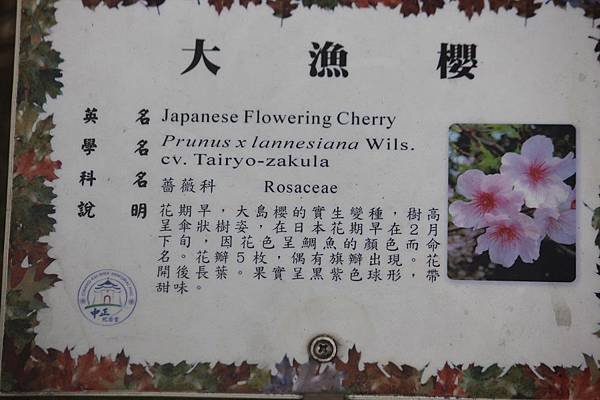 大漁櫻
英名 Japanese Flowering Cherry
學名 Prunus x lannesiana Wils.
cv. Tairyo-zakula
科名 薔薇科 Rosaceae
說明 花期早，大島櫻的實生變種，樹高
呈傘狀樹姿，在日本花期早在2月
下旬，因花色呈鯛魚的顏色而命
名。花瓣5枚，偶有旗瓣出現。花
開後長葉。果實呈黑紫色球形，帶
甜味。
中正
紀念堂